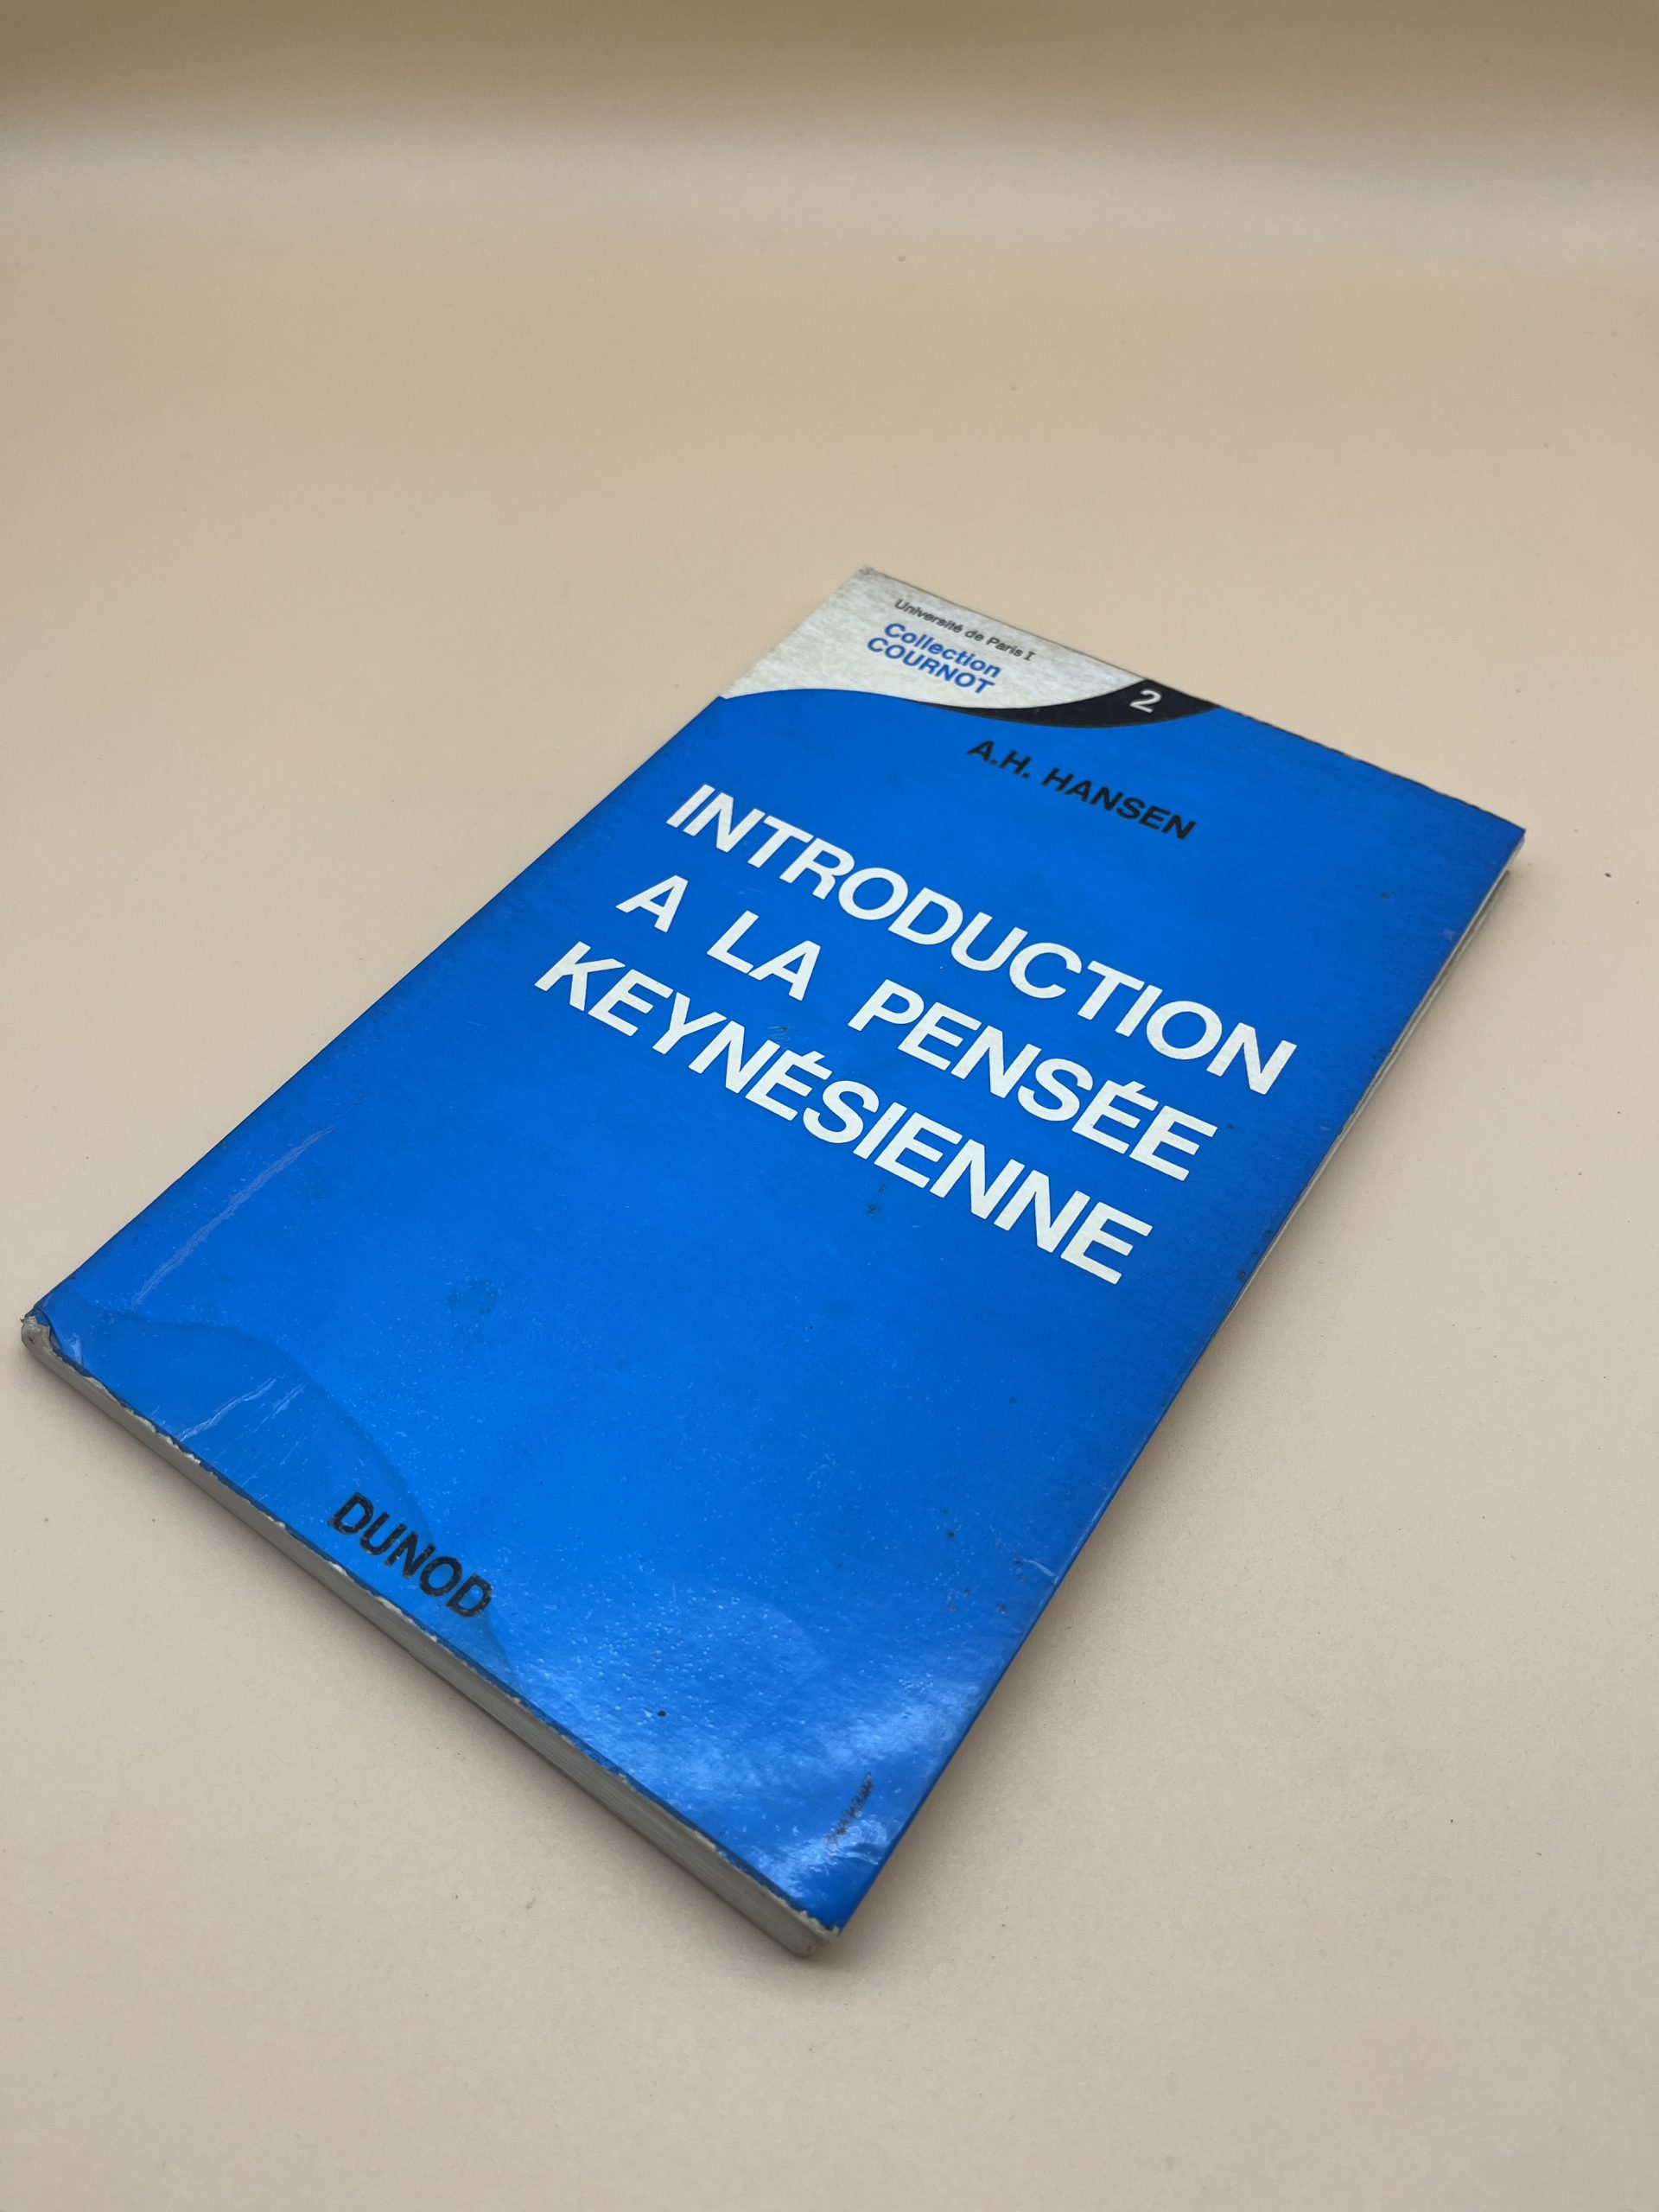 Université de Paris I
Collection
COURNOT
2
A.H. HANSEN
INTRODUCTION
A LA PENSÉE
KEYNÉSIENNE
DUNOD